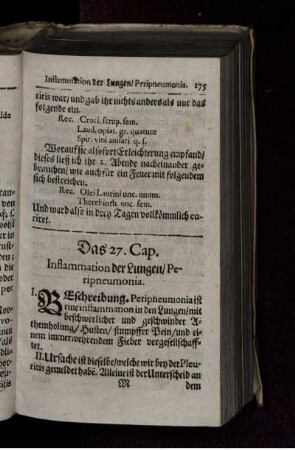 Inflammation der Lungen/ Peripneumonia. 175
ritis war/ und gab ihr nichts anders als nur das
folgende ein.
Rec. Croci. scrup. sem.
Laud. opiat. gr. quatuor
Spir. vini anisati q. s.
Worauf sie alsofort Erleichterung empfand/
dieses ließ ich ihr 2. Abende nacheinander ge-
brauchen/ wie auch für ein Feuer mit folgendem
sich bestreichen.
Rec. Olei Laurini unc. unam.
Therebinth. unc. sem.
Und ward also in drey Tagen vollkömmlich cu-
riret.
Das 27. Cap.
Inflammation der Lungen/ Pe-
ripneumonia.
I. BEschreibung. Peripneumonia ist
eine inflammation in den Lungen/ mit
beschwerlicher und geschwinder A-
themholung/ Husten/ stumpffer Pein/ und ei-
nem immerwehrendem Fieber vergesellschaff-
tet.
II. Ursache ist dieselbe/ welche wir bey der Pleu-
ritis gemeldet habē. Alleine ist der Unterscheid an
M dem